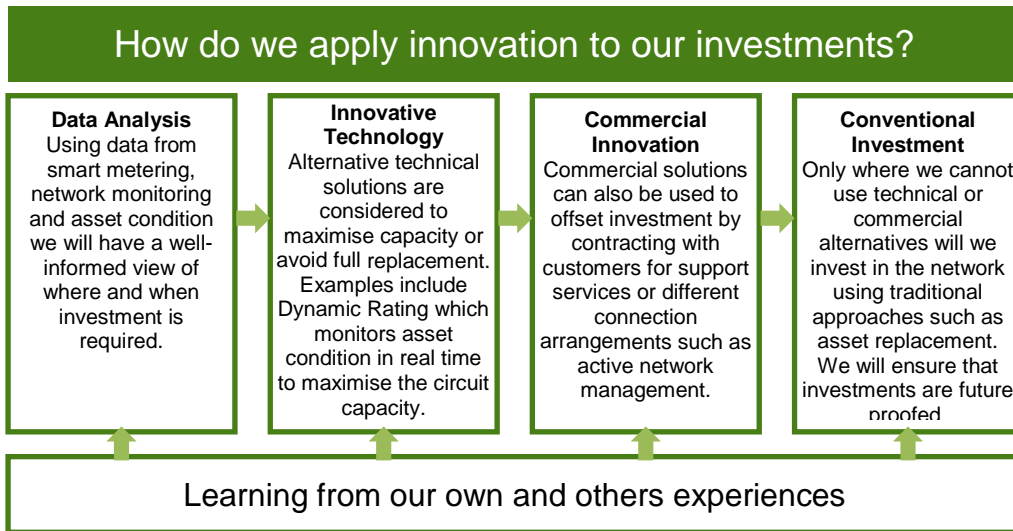 How do we apply innovation to our investments?
Data Analysis
Using data from
smart metering,
network monitoring
and asset condition
we will have a well-
informed view of
where and when
investment is
required.
Innovative
Technology
Alternative technical
solutions are
considered to
maximise capacity or
avoid full replacement.
Examples include
Dynamic Rating which
monitors asset
condition in real time
to maximise the circuit
capacity.
Commercial
Innovation
Commercial solutions
can also be used to
offset investment by
contracting with
customers for support
services or different
connection
arrangements such as
active network
management.
Conventional
Investment
Only where we cannot
use technical or
commercial
alternatives will we
invest in the network
using traditional
approaches such as
asset replacement.
We will ensure that
investments are future
proofed
Learning from our own and others experiences